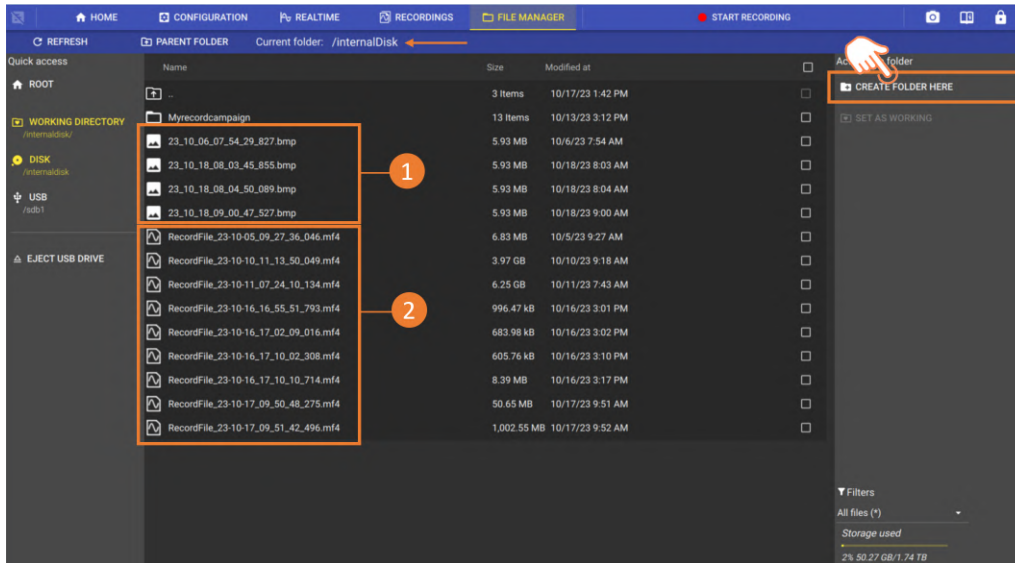 HOME CONFIGURATION REALTIME RECORDINGS FILE MANAGER START RECORDING
REFRESH PARENT FOLDER Current folder: /internalDisk
Quick access
ROOT
WORKING DIRECTORY
/internaldisk/
DISK
/internaldisk
USB
/sdb1
EJECT USB DRIVE
Name Size Modified at
.. 3 Items 10/17/23 1:42 PM
Myrecordcampaign 13 Items 10/13/23 3:12 PM
23_10_06_07_54_29_827.bmp 5.93 MB 10/6/23 7:54 AM
23_10_18_08_03_45_855.bmp 5.93 MB 10/18/23 8:03 AM
23_10_18_08_04_50_089.bmp 5.93 MB 10/18/23 8:04 AM
23_10_18_09_00_47_527.bmp 5.93 MB 10/18/23 9:00 AM
1
RecordFile_23-10-05_09_27_36_046.mf4 6.83 MB 10/5/23 9:27 AM
RecordFile_23-10-10_11_13_50_049.mf4 3.97 GB 10/10/23 9:18 AM
RecordFile_23-10-11_07_24_10_134.mf4 6.25 GB 10/11/23 7:43 AM
RecordFile_23-10-16_16_55_51_793.mf4 996.47 kB 10/16/23 3:01 PM
RecordFile_23-10-16_17_02_09_016.mf4 683.98 kB 10/16/23 3:02 PM
RecordFile_23-10-16_17_10_02_308.mf4 605.76 kB 10/16/23 3:10 PM
RecordFile_23-10-16_17_10_10_714.mf4 8.39 MB 10/16/23 3:17 PM
RecordFile_23-10-17_09_50_48_275.mf4 50.65 MB 10/17/23 9:51 AM
RecordFile_23-10-17_09_51_42_496.mf4 1,002.55 MB 10/17/23 9:52 AM
2
folder
CREATE FOLDER HERE
SET AS WORKING
Filters
All files (*)
Storage used
2% 50.27 GB/1.74 TB